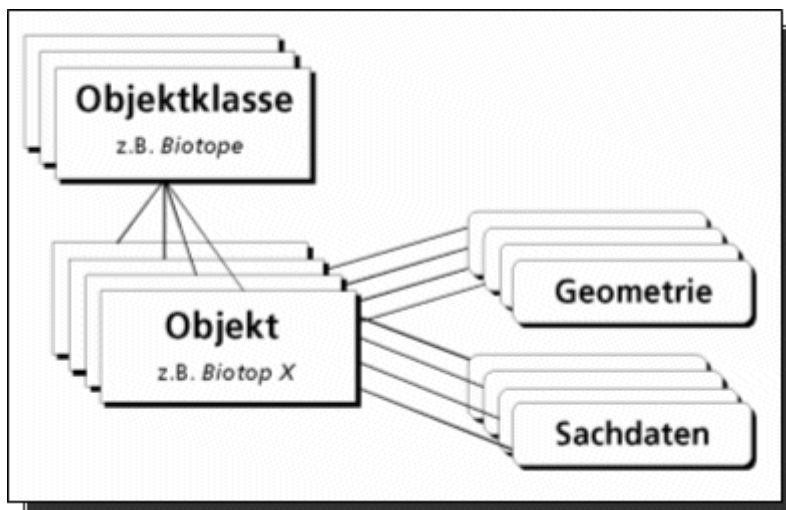 Objektklasse
z.B. Biotope
Objekt
z.B. Biotop X
Geometrie
Sachdaten